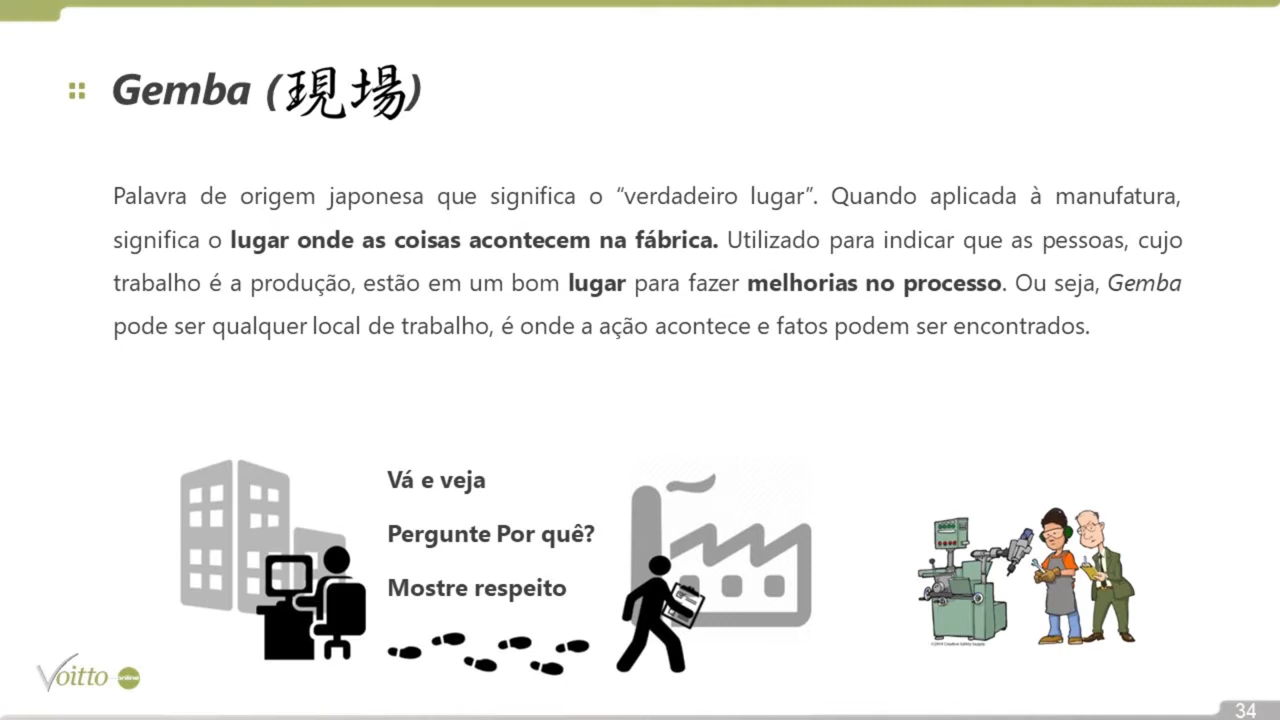 Gemba (現場)
Palavra de origem japonesa que significa o “verdadeiro lugar”. Quando aplicada à manufatura,
significa o lugar onde as coisas acontecem na fábrica. Utilizado para indicar que as pessoas, cujo
trabalho é a produção, estão em um bom lugar para fazer melhorias no processo. Ou seja, Gemba
pode ser qualquer local de trabalho, é onde a ação acontece e fatos podem ser encontrados.
Vá e veja
Pergunte Por quê?
Mostre respeito
Voitto online
34